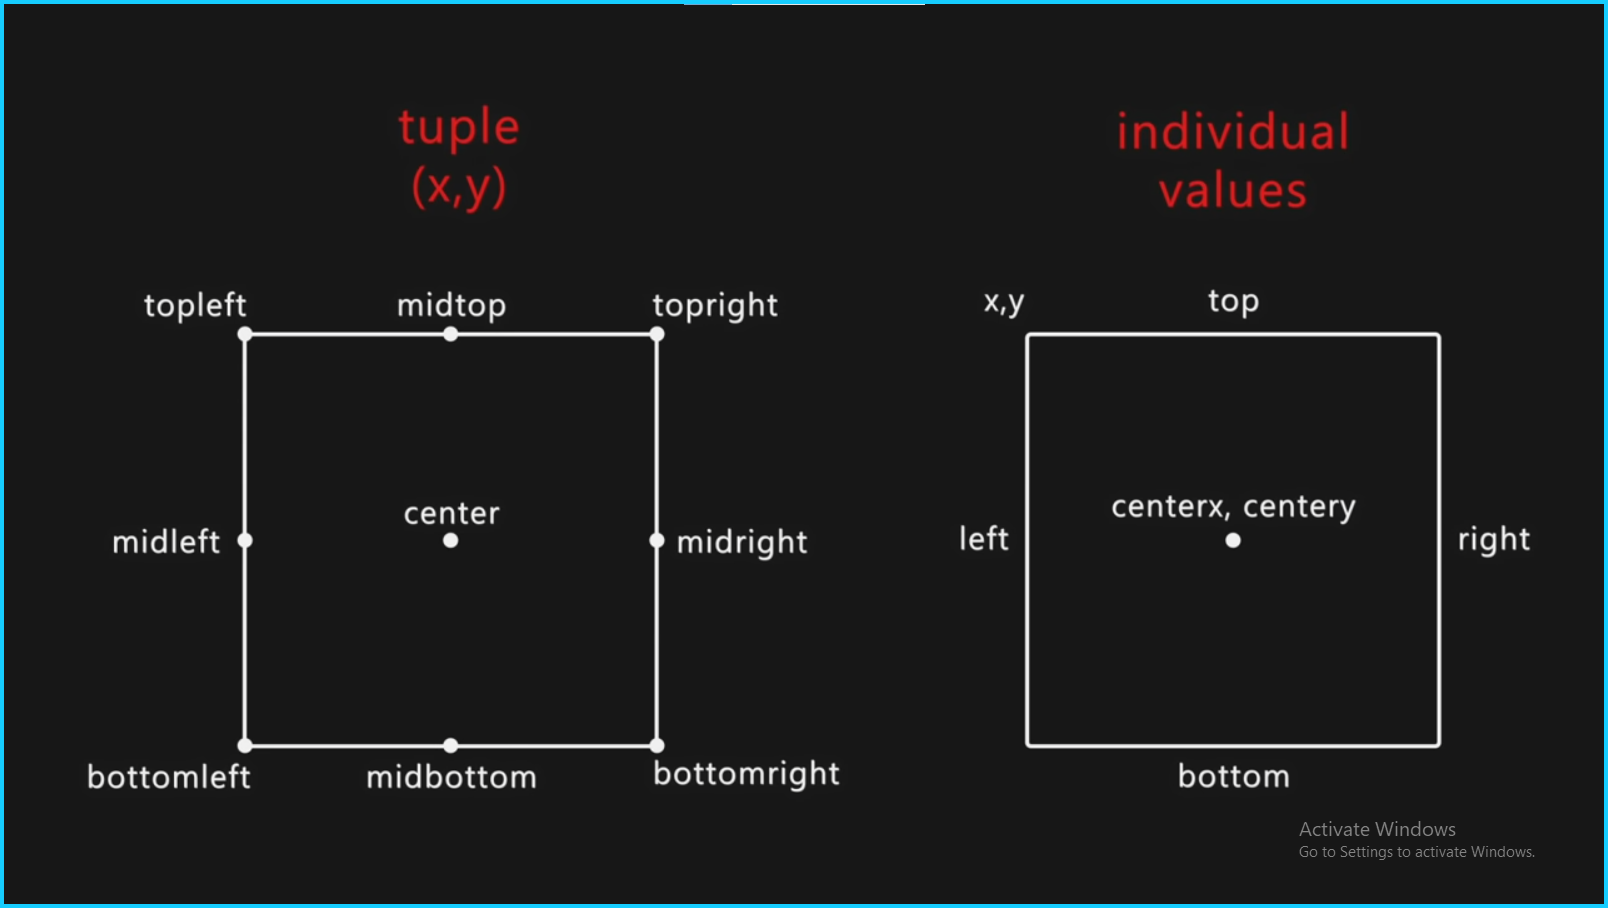 tuple
(x,y)
topleft
midtop
topright
midleft
center
midright
bottomleft
midbottom
bottomright
individual
values
x,y
top
left
centerx, centery
right
bottom
Activate Windows
Go to Settings to activate Windows.